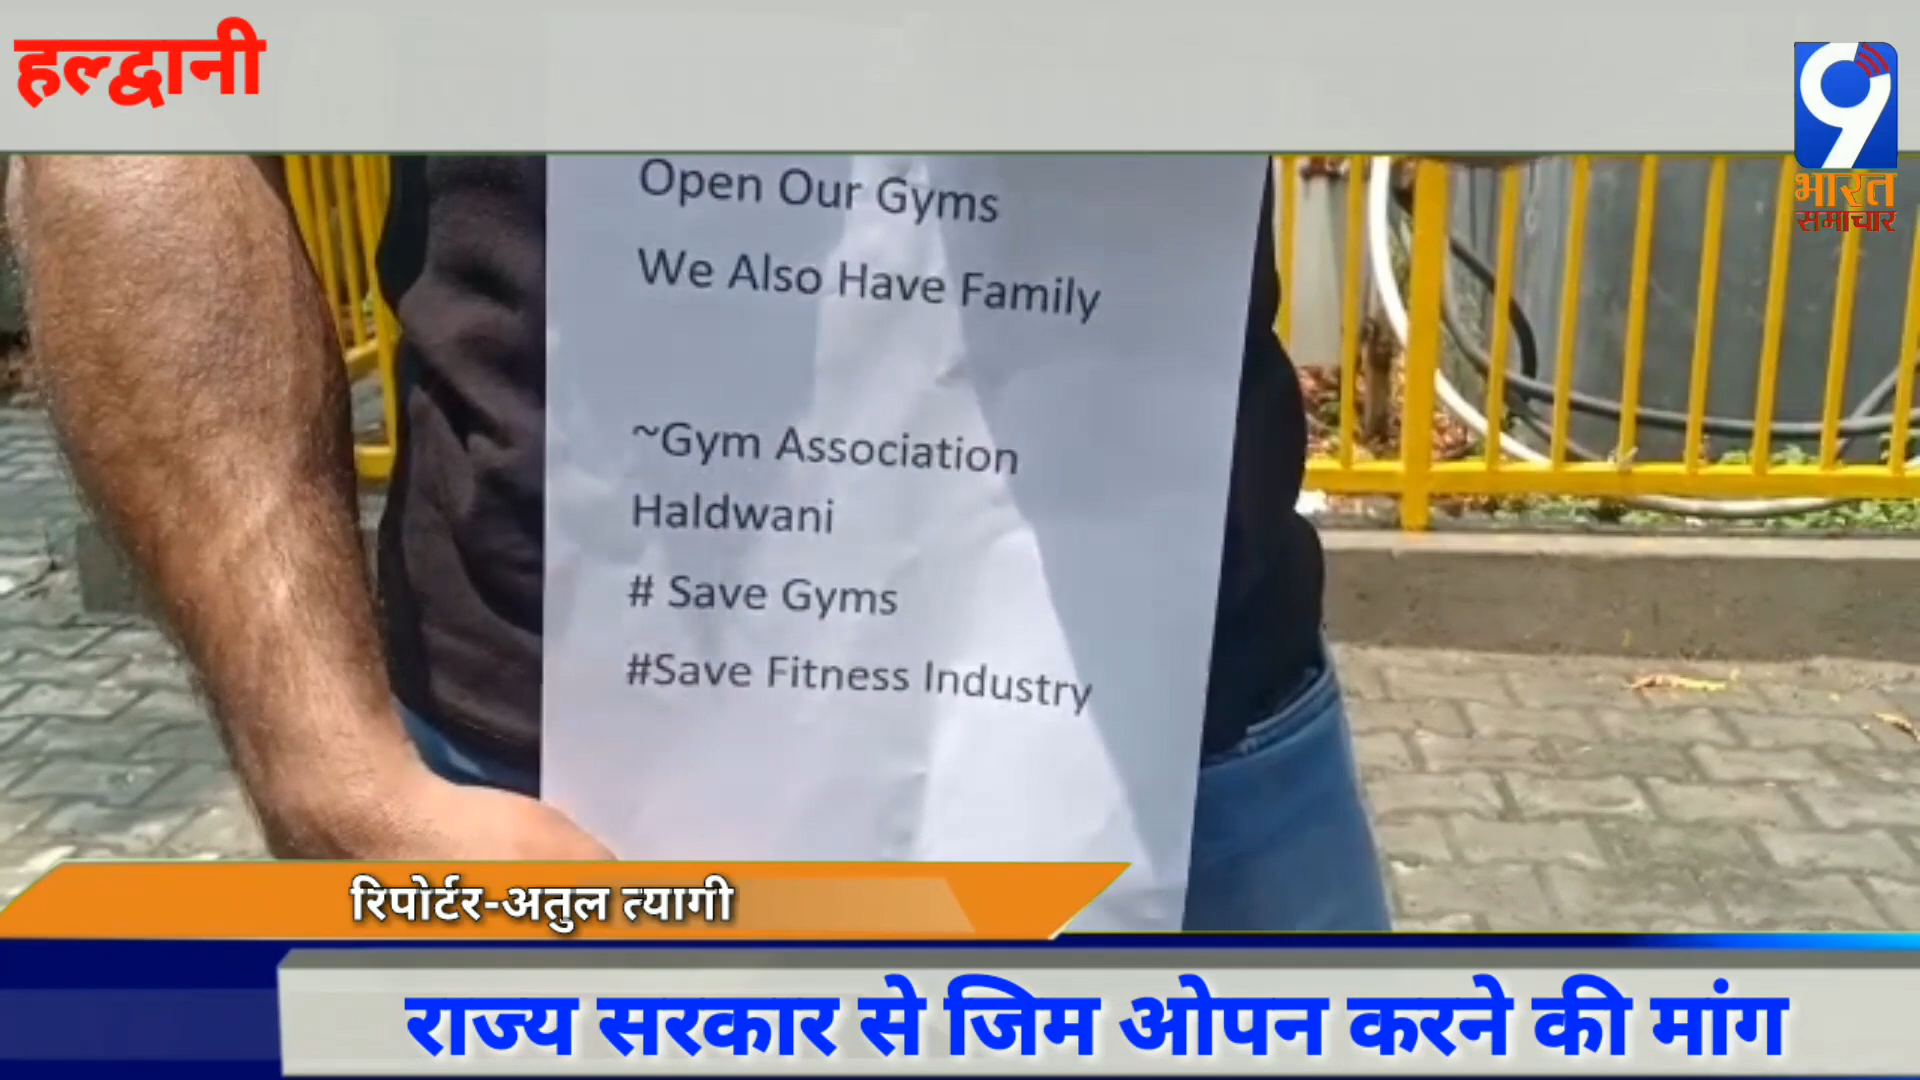 हल्द्वानी
9
भारत
समाचार
Open Our Gyms
We Also Have Family
~Gym Association
Haldwani
# Save Gyms
#Save Fitness Industry
रिपोर्टर-अतुल त्यागी
राज्य सरकार से जिम ओपन करने की मांग